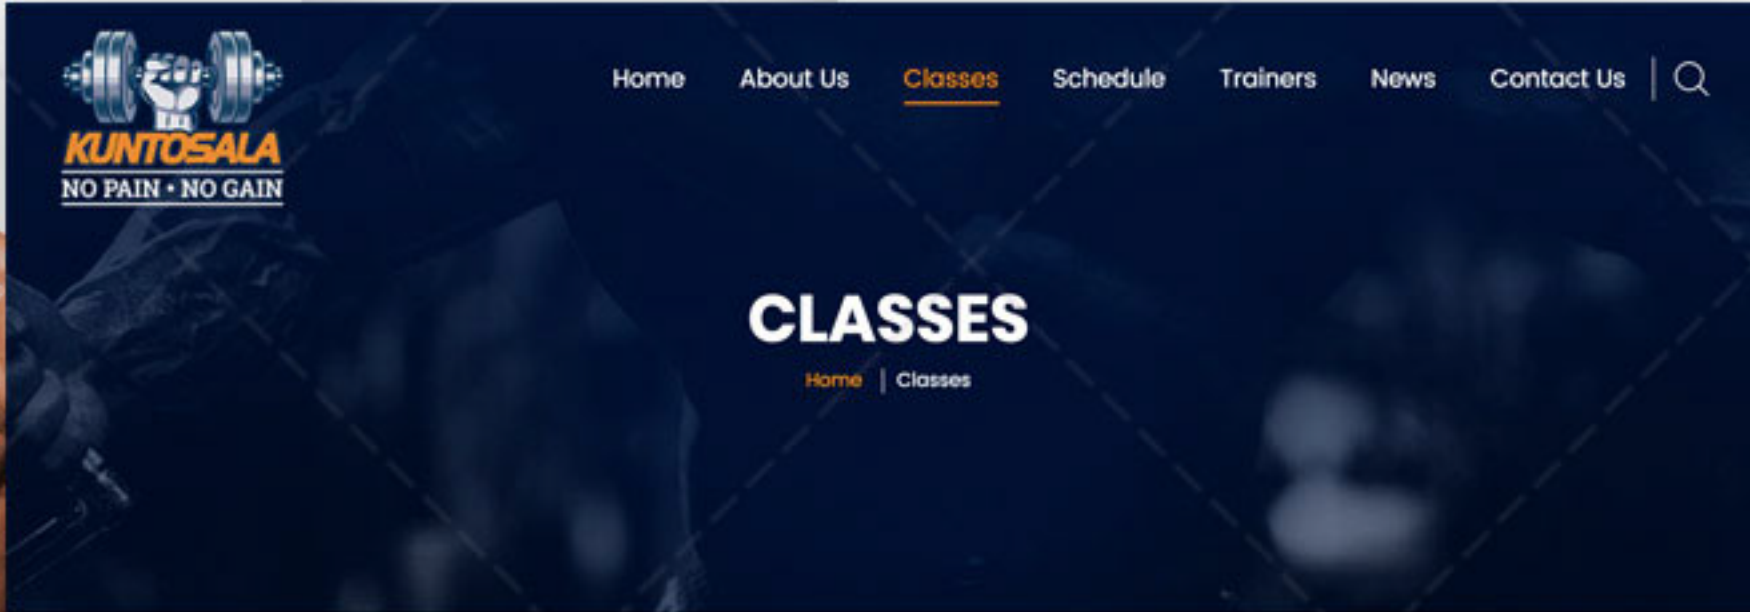 KUNTOSALA
NO PAIN • NO GAIN
Home About Us Classes Schedule Trainers News Contact Us
CLASSES
Home | Classes